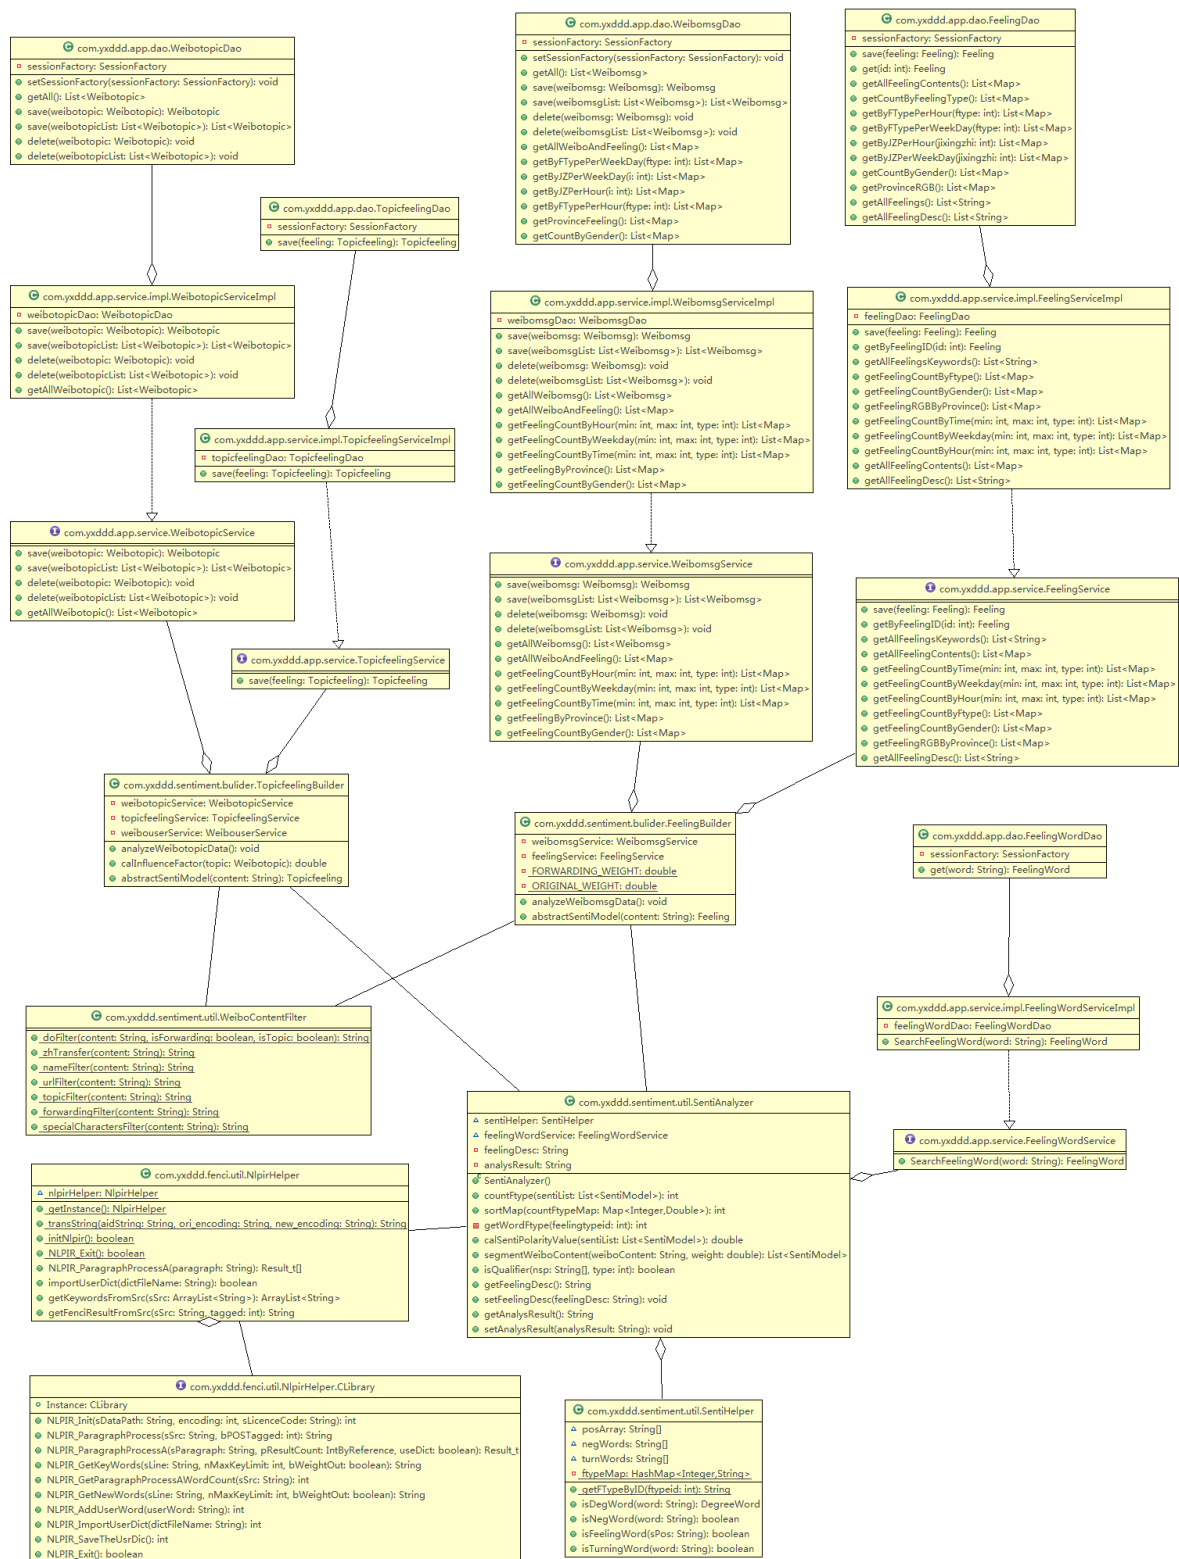 com.yxddd.app.dao.WeibotopicDao
sessionFactory: SessionFactory
setSessionFactory(sessionFactory: SessionFactory): void
getAll(): List<Weibotopic>
save(weibotopic: Weibotopic): Weibotopic
save(weibotopicList: List<Weibotopic>): List<Weibotopic>
delete(weibotopic: Weibotopic): void
delete(weibotopicList: List<Weibotopic>): void
com.yxddd.app.dao.WeibomsgDao
sessionFactory: SessionFactory
setSessionFactory(sessionFactory: SessionFactory): void
getAll(): List<Weibomsg>
save(weibomsg: Weibomsg): Weibomsg
save(weibomsgList: List<Weibomsg>): List<Weibomsg>
delete(weibomsg: Weibomsg): void
delete(weibomsgList: List<Weibomsg>): void
getAllWeiboAndFeeling(): List<Map>
getByFTypePerWeekDay(ftype: int): List<Map>
getByJZPerWeekDay(i: int): List<Map>
getByJZPerHour(i: int): List<Map>
getByFTypePerHour(ftype: int): List<Map>
getProvinceFeeling(): List<Map>
getCountByGender(): List<Map>
com.yxddd.app.dao.FeelingDao
sessionFactory: SessionFactory
save(feeling: Feeling): Feeling
get(id: int): Feeling
getAllFeelingContents(): List<Map>
getCountByFeelingType(): List<Map>
getByFTypePerHour(ftype: int): List<Map>
getByFTypePerWeekDay(ftype: int): List<Map>
getByJZPerHour(jixingzhi: int): List<Map>
getByJZPerWeekDay(jixingzhi: int): List<Map>
getCountByGender(): List<Map>
getProvinceRGB(): List<Map>
getAllFeelings(): List<String>
getAllFeelingDesc(): List<String>
com.yxddd.app.dao.TopicfeelingDao
sessionFactory: SessionFactory
save(feeling: Topicfeeling): Topicfeeling
com.yxddd.app.service.impl.WeibotopicServiceImpl
weibotopicDao: WeibotopicDao
save(weibotopic: Weibotopic): Weibotopic
save(weibotopicList: List<Weibotopic>): List<Weibotopic>
delete(weibotopic: Weibotopic): void
delete(weibotopicList: List<Weibotopic>): void
getAllWeibotopic(): List<Weibotopic>
com.yxddd.app.service.impl.WeibomsgServiceImpl
weibomsgDao: WeibomsgDao
save(weibomsg: Weibomsg): Weibomsg
save(weibomsgList: List<Weibomsg>): List<Weibomsg>
delete(weibomsg: Weibomsg): void
delete(weibomsgList: List<Weibomsg>): void
getAllWeibomsg(): List<Weibomsg>
getAllWeiboAndFeeling(): List<Map>
getFeelingCountByHour(min: int, max: int, type: int): List<Map>
getFeelingCountByWeekday(min: int, max: int, type: int): List<Map>
getFeelingCountByTime(min: int, max: int, type: int): List<Map>
getFeelingByProvince(): List<Map>
getFeelingCountByGender(): List<Map>
com.yxddd.app.service.impl.FeelingServiceImpl
feelingDao: FeelingDao
save(feeling: Feeling): Feeling
getByFeelingID(id: int): Feeling
getAllFeelingsKeywords(): List<String>
getFeelingCountByFtype(): List<Map>
getFeelingCountByGender(): List<Map>
getFeelingRGBByProvince(): List<Map>
getFeelingCountByTime(min: int, max: int, type: int): List<Map>
getFeelingCountByWeekday(min: int, max: int, type: int): List<Map>
getFeelingCountByHour(min: int, max: int, type: int): List<Map>
getAllFeelingContents(): List<Map>
getAllFeelingDesc(): List<String>
com.yxddd.app.service.impl.TopicfeelingServiceImpl
topicfeelingDao: TopicfeelingDao
save(feeling: Topicfeeling): Topicfeeling
com.yxddd.app.service.WeibotopicService
save(weibotopic: Weibotopic): Weibotopic
save(weibotopicList: List<Weibotopic>): List<Weibotopic>
delete(weibotopic: Weibotopic): void
delete(weibotopicList: List<Weibotopic>): void
getAllWeibotopic(): List<Weibotopic>
com.yxddd.app.service.WeibomsgService
save(weibomsg: Weibomsg): Weibomsg
save(weibomsgList: List<Weibomsg>): List<Weibomsg>
delete(weibomsg: Weibomsg): void
delete(weibomsgList: List<Weibomsg>): void
getAllWeibomsg(): List<Weibomsg>
getAllWeiboAndFeeling(): List<Map>
getFeelingCountByHour(min: int, max: int, type: int): List<Map>
getFeelingCountByWeekday(min: int, max: int, type: int): List<Map>
getFeelingCountByTime(min: int, max: int, type: int): List<Map>
getFeelingByProvince(): List<Map>
getFeelingCountByGender(): List<Map>
com.yxddd.app.service.FeelingService
save(feeling: Feeling): Feeling
getByFeelingID(id: int): Feeling
getAllFeelingsKeywords(): List<String>
getAllFeelingContents(): List<Map>
getFeelingCountByTime(min: int, max: int, type: int): List<Map>
getFeelingCountByWeekday(min: int, max: int, type: int): List<Map>
getFeelingCountByHour(min: int, max: int, type: int): List<Map>
getFeelingCountByFtype(): List<Map>
getFeelingCountByGender(): List<Map>
getFeelingRGBByProvince(): List<Map>
getAllFeelingDesc(): List<String>
com.yxddd.app.service.TopicfeelingService
save(feeling: Topicfeeling): Topicfeeling
com.yxddd.sentiment.bulider.TopicfeelingBuilder
weibotopicService: WeibotopicService
topicfeelingService: TopicfeelingService
weibouserService: WeibouserService
analyzeWeibotopicData(): void
calInfluenceFactor(topic: Weibotopic): double
abstractSentiModel(content: String): Topicfeeling
com.yxddd.sentiment.bulider.FeelingBuilder
weibomsgService: WeibomsgService
feelingService: FeelingService
FORWARDING_WEIGHT: double
ORIGINAL_WEIGHT: double
analyzeWeibomsgData(): void
abstractSentiModel(content: String): Feeling
com.yxddd.app.dao.FeelingWordDao
sessionFactory: SessionFactory
get(word: String): FeelingWord
com.yxddd.app.service.impl.FeelingWordServiceImpl
feelingWordDao: FeelingWordDao
SearchFeelingWord(word: String): FeelingWord
com.yxddd.sentiment.util.WeiboContentFilter
doFilter(content: String, isForwarding: boolean, isTopic: boolean): String
zhTransfer(content: String): String
nameFilter(content: String): String
urlFilter(content: String): String
topicFilter(content: String): String
forwardingFilter(content: String): String
specialCharactersFilter(content: String): String
com.yxddd.sentiment.util.SentiAnalyzer
sentiHelper: SentiHelper
feelingWordService: FeelingWordService
feelingDesc: String
analysResult: String
SentiAnalyzer()
countFtype(sentiList: List<SentiModel>): int
sortMap(countFtypeMap: Map<Integer,Double>): int
getWordFtype(feelingtypeid: int): int
calSentiPolarityValue(sentiList: List<SentiModel>): double
segmentWeiboContent(weiboContent: String, weight: double): List<SentiModel>
isQualifier(nsp: String[], type: int): boolean
getFeelingDesc(): String
setFeelingDesc(feelingDesc: String): void
getAnalysResult(): String
setAnalysResult(analysResult: String): void
com.yxddd.app.service.FeelingWordService
SearchFeelingWord(word: String): FeelingWord
com.yxddd.fenci.util.NlpirHelper
nlpirHelper: NlpirHelper
getInstance(): NlpirHelper
transString(aidString: String, ori_encoding: String, new_encoding: String): String
initNlpir(): boolean
NLPIR_Exit(): boolean
NLPIR_ParagraphProcessA(paragraph: String): Result_t[]
importUserDict(dictFileName: String): boolean
getKeywordsFromSrc(sSrc: ArrayList<String>): ArrayList<String>
getFenciResultFromSrc(sSrc: String, tagged: int): String
com.yxddd.fenci.util.NlpirHelper.CLibrary
Instance: CLibrary
NLPIR_Init(sDataPath: String, encoding: int, sLicenceCode: String): int
NLPIR_ParagraphProcess(sSrc: String, bPOSTagged: int): String
NLPIR_ParagraphProcessA(sParagraph: String, pResultCount: IntByReference, useDict: boolean): Result_t
NLPIR_GetKeyWords(sLine: String, nMaxKeyLimit: int, bWeightOut: boolean): String
NLPIR_GetParagraphProcessAWordCount(sSrc: String): int
NLPIR_GetNewWords(sLine: String, nMaxKeyLimit: int, bWeightOut: boolean): String
NLPIR_AddUserWord(userWord: String): int
NLPIR_ImportUserDict(dictFileName: String): int
NLPIR_SaveTheUsrDic(): int
NLPIR_Exit(): boolean
com.yxddd.sentiment.util.SentiHelper
posArray: String[]
negWords: String[]
turnWords: String[]
ftypeMap: HashMap<Integer,String>
getFTypeByID(ftypeid: int): String
isDegWord(word: String): DegreeWord
isNegWord(word: String): boolean
isFeelingWord(sPos: String): boolean
isTurningWord(word: String): boolean